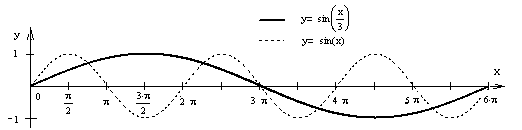 y= sin(x/3)
y= sin(x)
y
1
x
0 π/2 π 3·π/2 2 π 3 π 4 π 5 π 6·π
−1